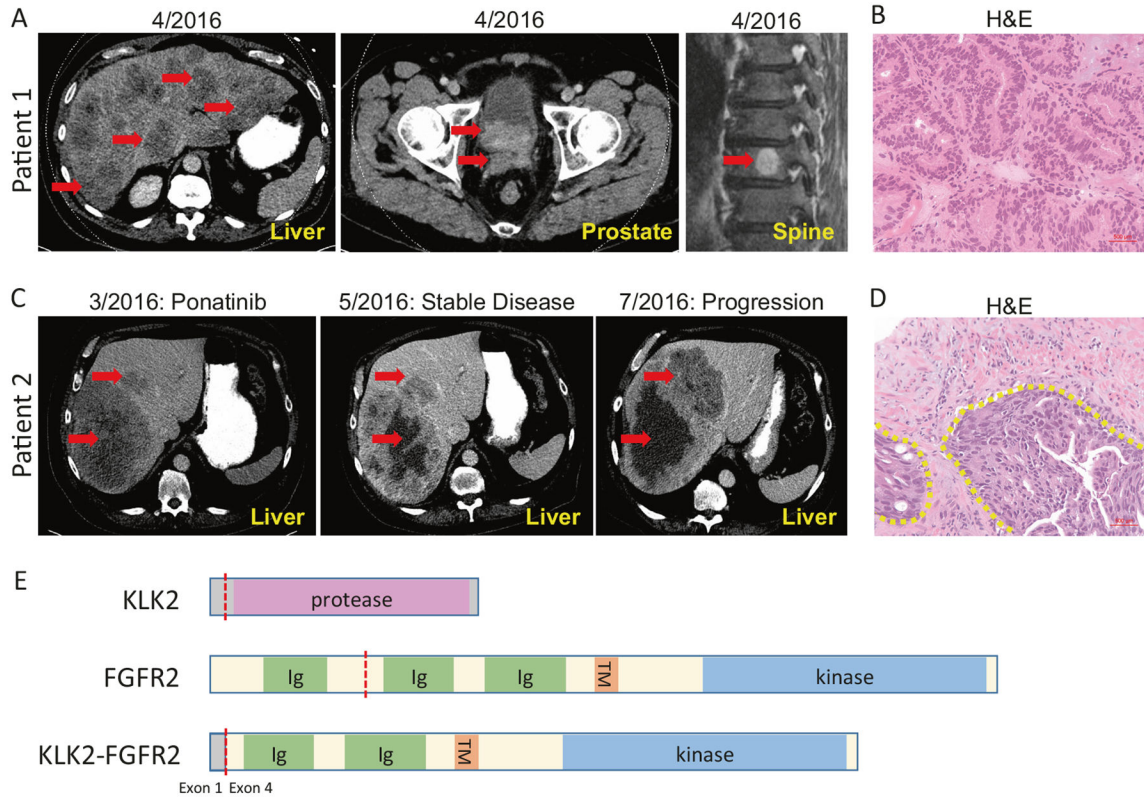 A
4/2016
4/2016
4/2016
B
H&E
Patient 1
Liver
Prostate
Spine
C
3/2016: Ponatinib
5/2016: Stable Disease
7/2016: Progression
D
H&E
Patient 2
Liver
Liver
Liver
E
KLK2
protease
FGFR2
Ig
Ig
Ig
TM
kinase
KLK2-FGFR2
Ig
Ig
TM
kinase
Exon 1
Exon 4